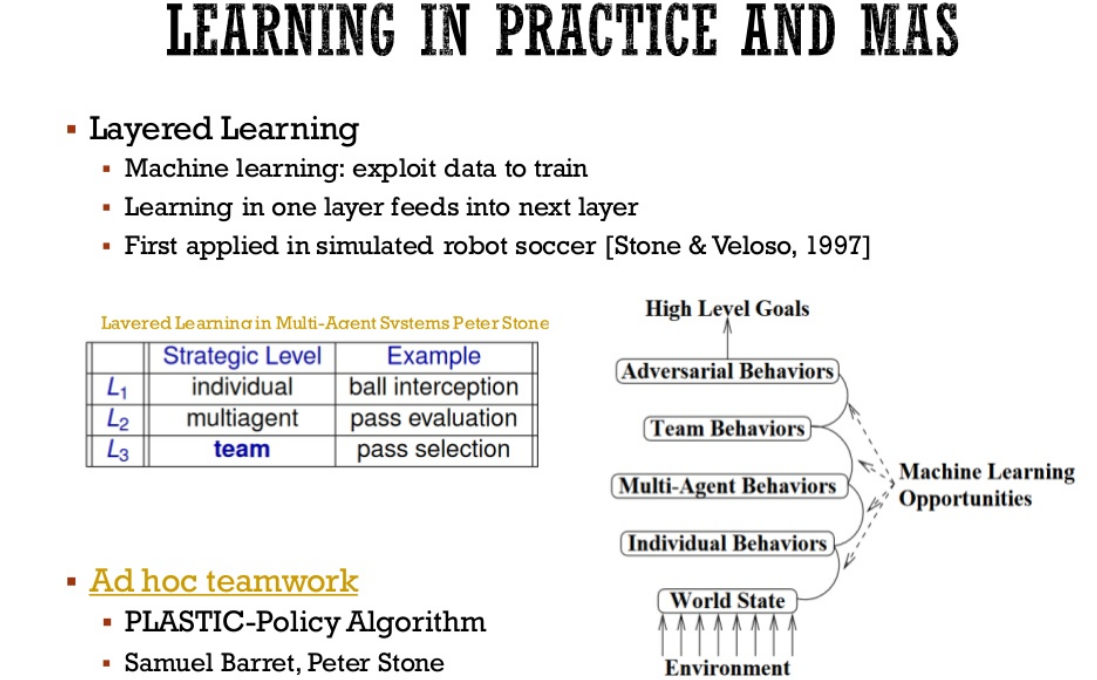 LEARNING IN PRACTICE AND MAS
▪ Layered Learning
▪ Machine learning: exploit data to train
▪ Learning in one layer feeds into next layer
▪ First applied in simulated robot soccer [Stone & Veloso, 1997]
Layered Learning in Multi-Agent Systems Peter Stone
Strategic Level Example
L1 individual ball interception
L2 multiagent pass evaluation
L3 team pass selection
High Level Goals
Adversarial Behaviors
Team Behaviors
Multi-Agent Behaviors
Individual Behaviors
World State
Environment
Machine Learning
Opportunities
▪ Ad hoc teamwork
▪ PLASTIC-Policy Algorithm
▪ Samuel Barret, Peter Stone